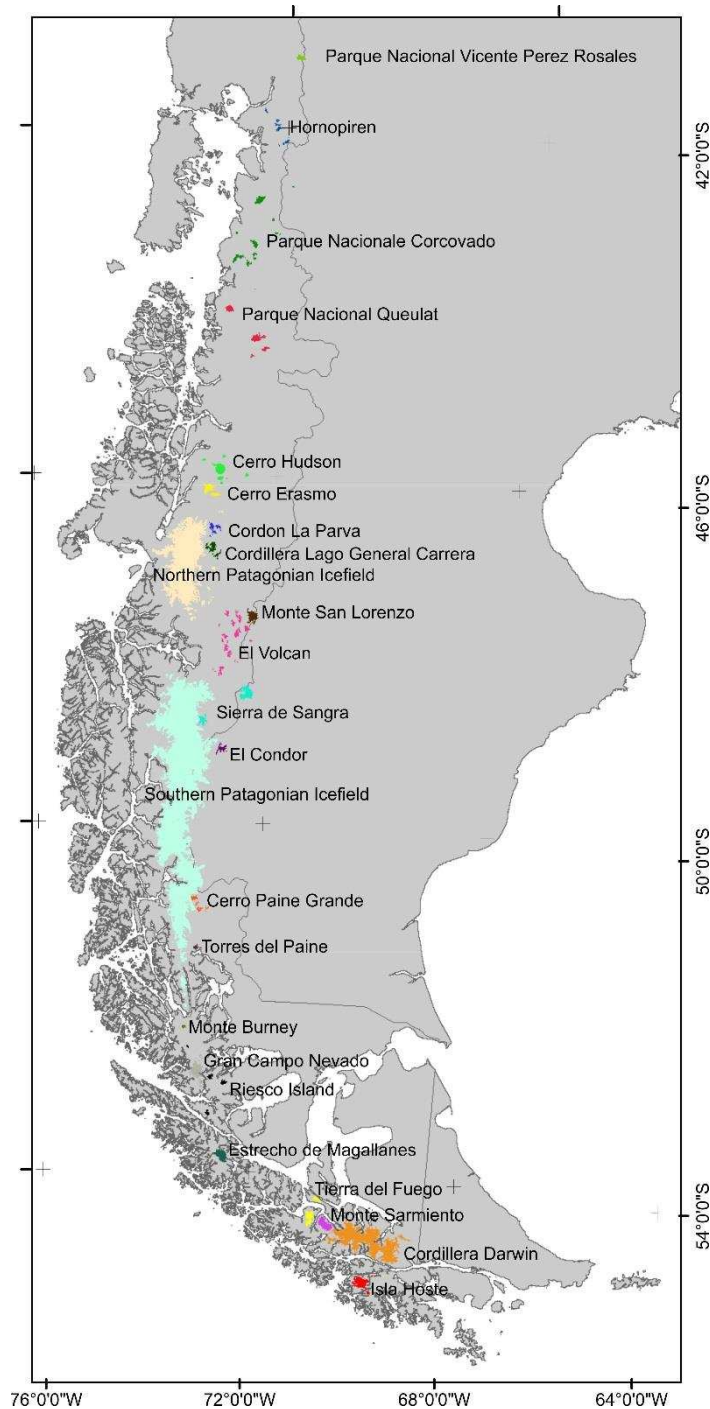 Parque Nacional Vicente Perez Rosales
Hornopiren
42°0'0"S
Parque Nacionale Corcovado
Parque Nacional Queulat
Cerro Hudson
Cerro Erasmo
46°0'0"S
Cordon La Parva
Cordillera Lago General Carrera
Northern Patagonian Icefield
Monte San Lorenzo
El Volcan
Sierra de Sangra
El Condor
Southern Patagonian Icefield
50°0'0"S
Cerro Paine Grande
Torres del Paine
Monte Burney
Gran Campo Nevado
Riesco Island
Estrecho de Magallanes
Tierra del Fuego
Monte Sarmiento
54°0'0"S
Cordillera Darwin
Isla Hoste
76°0'0"W 72°0'0"W 68°0'0"W 64°0'0"W